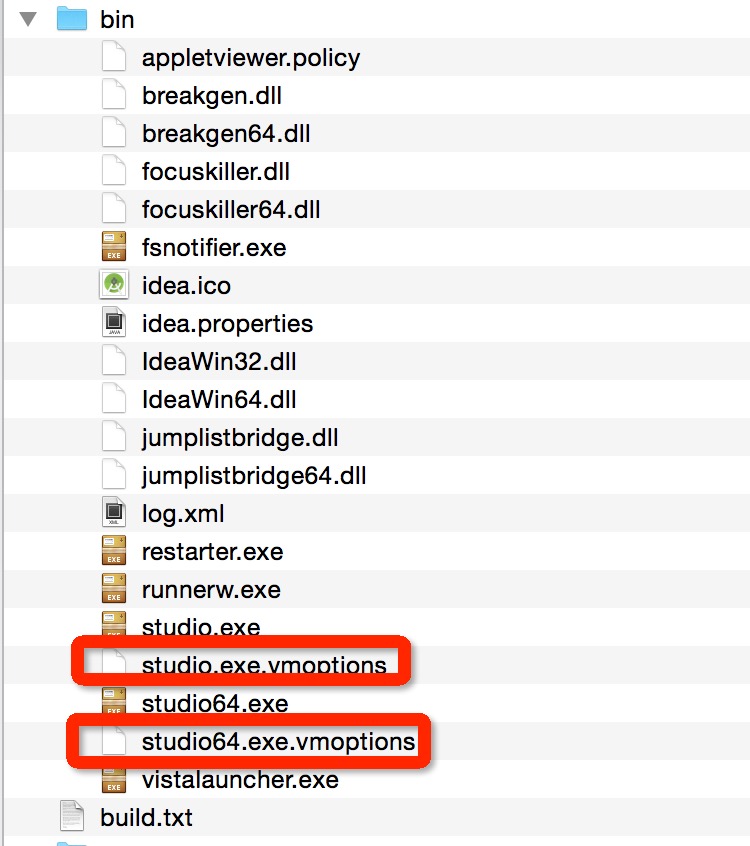 bin
appletviewer.policy
breakgen.dll
breakgen64.dll
focuskiller.dll
focuskiller64.dll
EXE
fsnotifier.exe
idea.ico
JAVA
idea.properties
IdeaWin32.dll
IdeaWin64.dll
jumplistbridge.dll
jumplistbridge64.dll
XML
log.xml
EXE
restarter.exe
EXE
runnerw.exe
studio.exe
studio.exe.vmoptions
EXE
studio64.exe
studio64.exe.vmoptions
EXE
vistalauncher.exe
build.txt